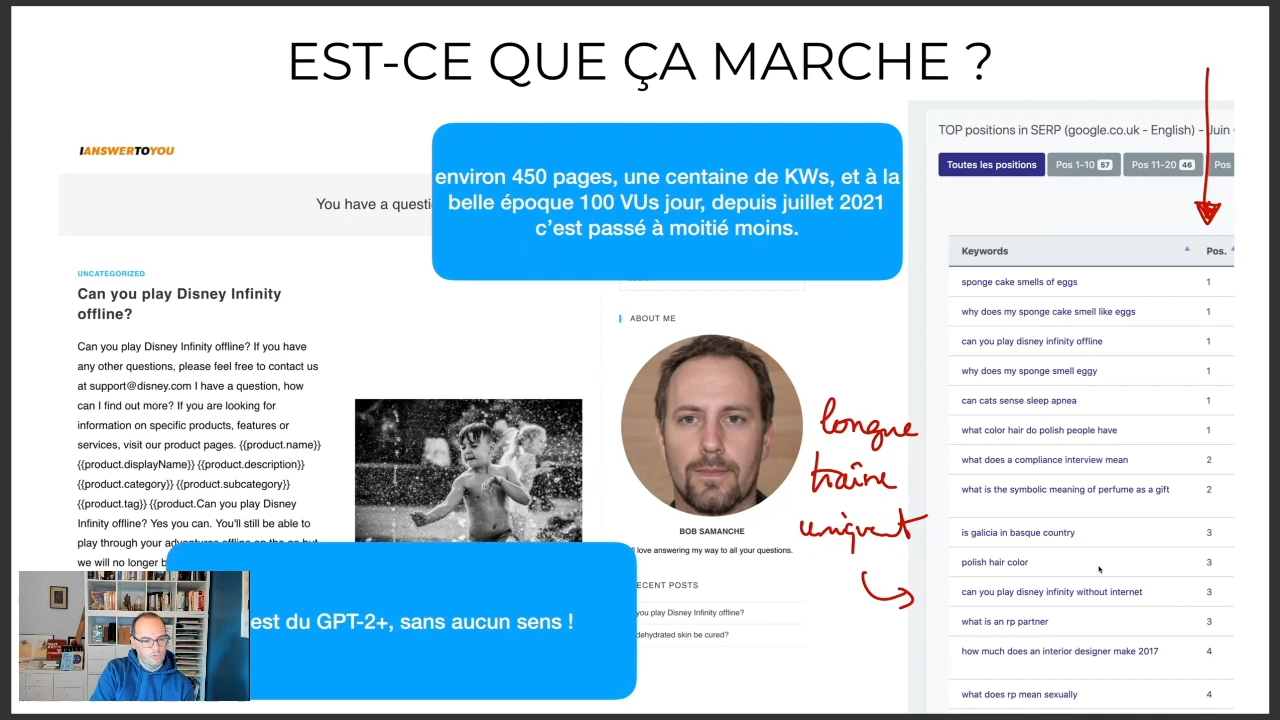 EST-CE QUE ÇA MARCHE ?
IANSWERTOYOU
You have a questi
environ 450 pages, une centaine de KWs, et à la
belle époque 100 VUs jour, depuis juillet 2021
c’est passé à moitié moins.
UNCATEGORIZED
Can you play Disney Infinity
offline?
Can you play Disney Infinity offline? If you have
any other questions, please feel free to contact us
at support@disney.com I have a question, how
can I find out more? If you are looking for
information on specific products, features or
services, visit our product pages. {{product.name}}
{{product.displayName}} {{product.description}}
{{product.category}} {{product.subcategory}}
{{product.tag}} {{product.Can you play Disney
Infinity offline? Yes you can. You'll still be able to
play through your adventures offline on the go but
we will no longer b
est du GPT-2+, sans aucun sens !
ABOUT ME
BOB SAMANCHE
I love answering my way to all your questions.
ECENT POSTS
you play Disney Infinity offline?
dehydrated skin be cured?
longue
traîne
uniquent
TOP positions in SERP (google.co.uk - English) - Juin
Toutes les positions
Pos 1-10 57
Pos 11-20 46
Pos
Keywords Pos.
sponge cake smells of eggs 1
why does my sponge cake smell like eggs 1
can you play disney infinity offline 1
why does my sponge smell eggy 1
can cats sense sleep apnea 1
what color hair do polish people have 1
what does a compliance interview mean 2
what is the symbolic meaning of perfume as a gift 2
is galicia in basque country 3
polish hair color 3
can you play disney infinity without internet 3
what is an rp partner 3
how much does an interior designer make 2017 4
what does rp mean sexually 4